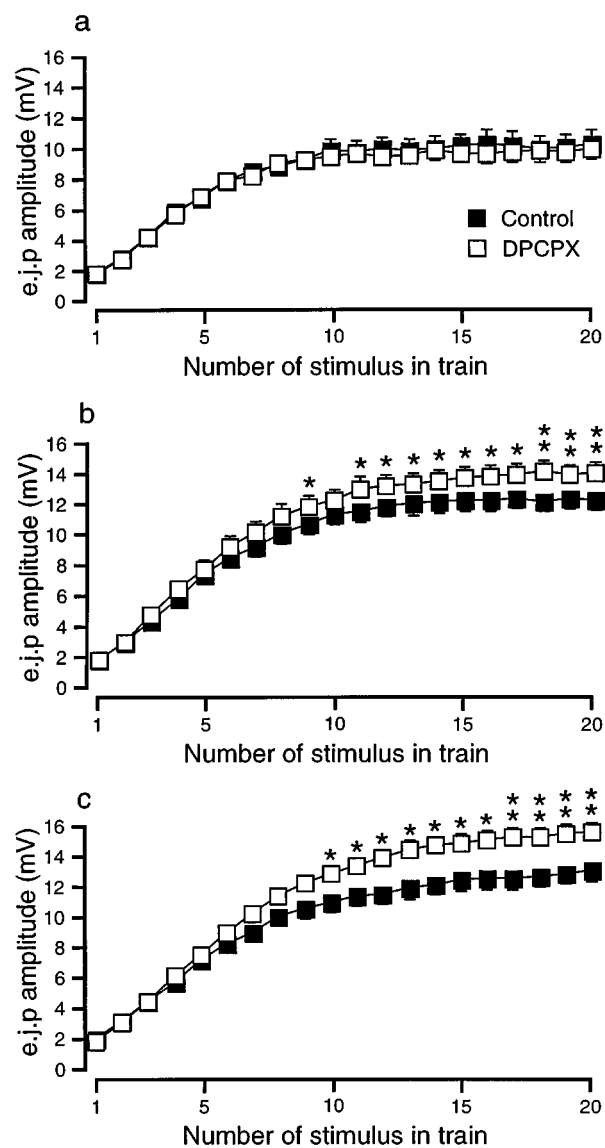 a
e.j.p amplitude (mV)
16
14
12
10
8
6
4
2
0
Control
DPCPX
1 5 10 15 20
Number of stimulus in train
b
e.j.p amplitude (mV)
16
14
12
10
8
6
4
2
0
* * * * * * * ** ** **
1 5 10 15 20
Number of stimulus in train
c
e.j.p amplitude (mV)
16
14
12
10
8
6
4
2
0
* * * * * * * ** ** ** **
1 5 10 15 20
Number of stimulus in train